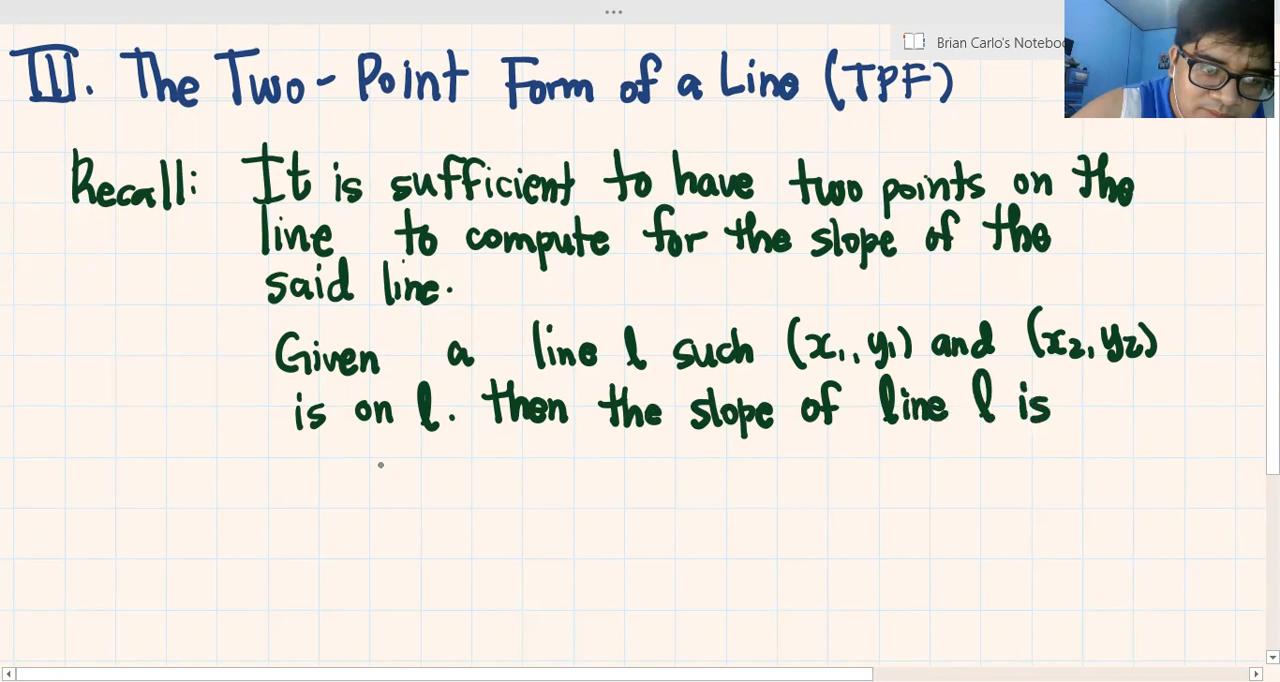 Brian Carlo's Noteboo
III. The Two-Point Form of a Line (TPF)
Recall: It is sufficient to have two points on the
line to compute for the slope of the
said line.
Given a line l such (x₁, y₁) and (x₂, y₂)
is on l. then the slope of line l is